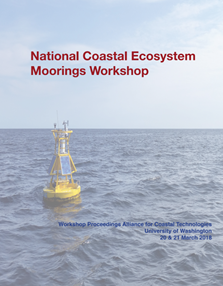 National Coastal Ecosystem
Moorings Workshop
Workshop Proceedings Alliance for Coastal Technologies
University of Washington
20 & 21 March 2018